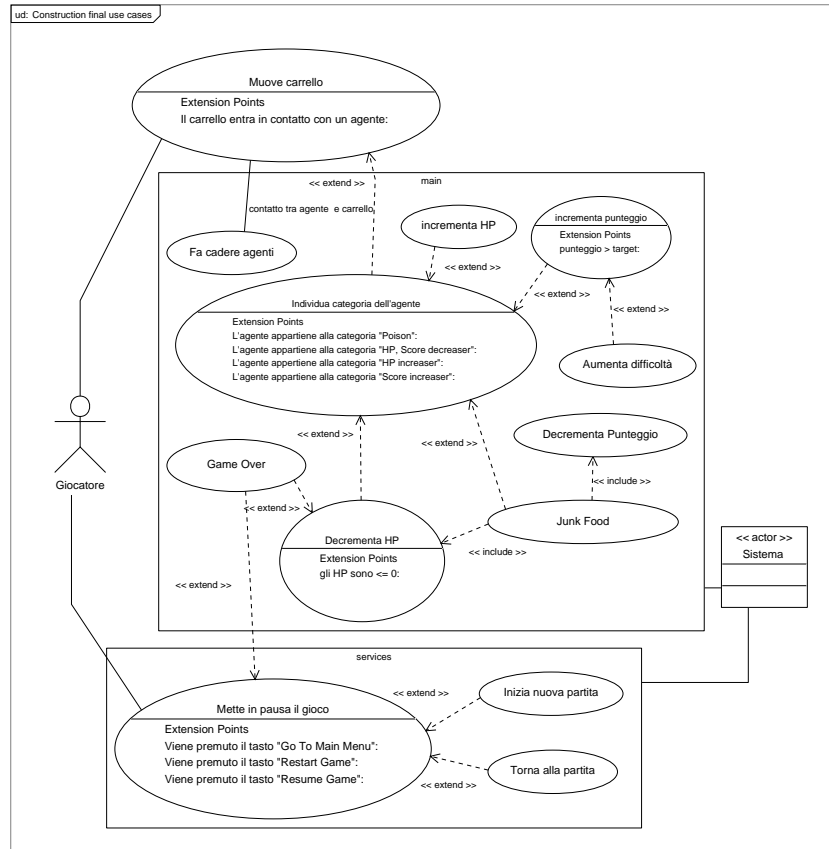 ud: Construction final use cases
Muove carrello
Extension Points
Il carrello entra in contatto con un agente:
<< extend >>
main
contatto tra agente e carrello
Fa cadere agenti
incrementa HP
<< extend >>
incrementa punteggio
Extension Points
punteggio > target:
<< extend >>
<< extend >>
Individua categoria dell'agente
Extension Points
L'agente appartiene alla categoria "Poison":
L'agente appartiene alla categoria "HP, Score decreaser":
L'agente appertiene alla categoria "HP increaser":
L'agente appartiene alla categoria "Score increaser":
Aumenta difficoltà
Giocatore
<< extend >>
<< extend >>
Decrementa Punteggio
Game Over
<< include >>
<< extend >>
Junk Food
Decrementa HP
Extension Points
gli HP sono <= 0:
<< include >>
<< actor >>
Sistema
<< extend >>
services
Mette in pausa il gioco
Extension Points
Viene premuto il tasto "Go To Main Menu":
Viene premuto il tasto "Restart Game":
Viene premuto il tasto "Resume Game":
<< extend >>
Inizia nuova partita
Torna alla partita
<< extend >>